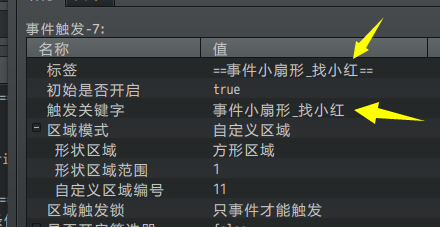 事件触发-7:
名称 值
标签 ==事件小扇形_找小红==
初始是否开启 true
触发关键字 事件小扇形_找小红
区域模式 自定义区域
形状区域 方形区域
形状区域范围 1
自定义区域编号 11
区域触发锁 只事件才能触发